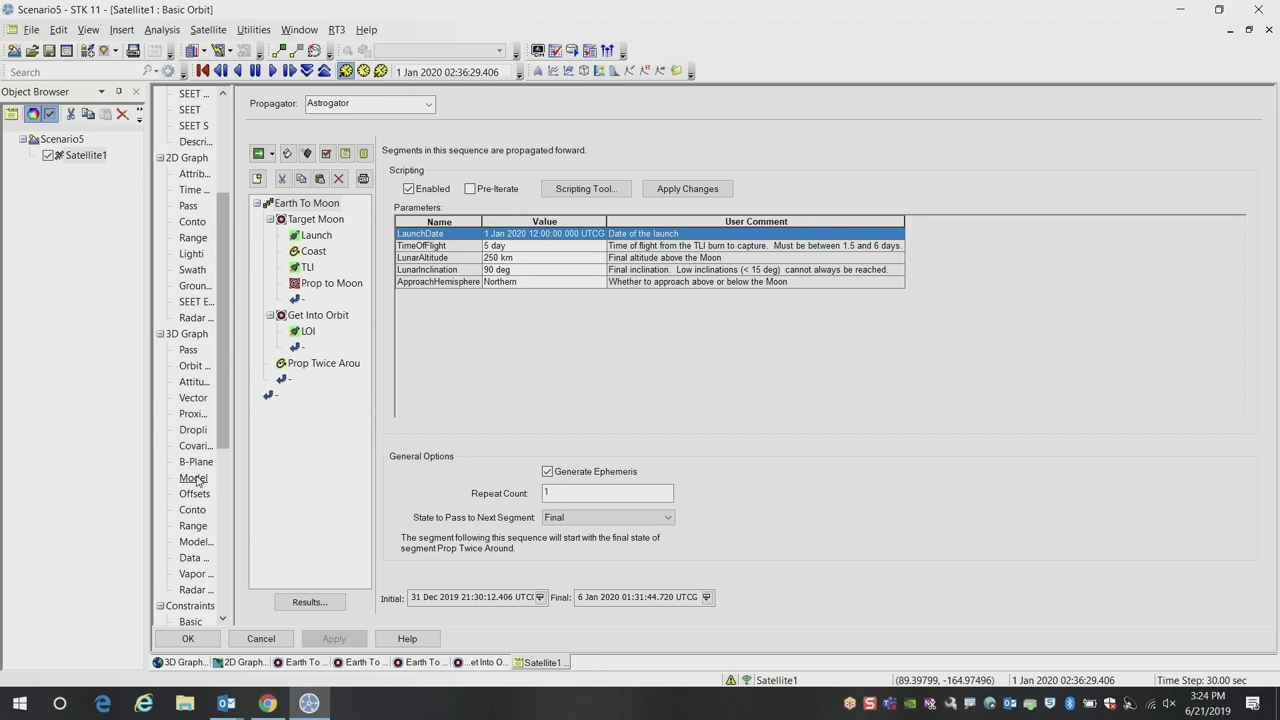 Scenario5 - STK 11 - [Satellite1 : Basic Orbit]
File Edit View Insert Analysis Satellite Utilities Window RT3 Help
1 Jan 2020 02:36:29.406
Search
Object Browser
Scenario5
Satellite1
SEET ...
SEET
SEET S
Descri...
2D Graph
Attrib...
Time ...
Pass
Conto
Range
Lighti
Swath
Groun...
SEET E...
Radar ...
3D Graph
Pass
Orbit ...
Attitu...
Vector
Proxi...
Dropli
Covari...
B-Plane
Model
Offsets
Conto
Range
Model...
Data ...
Vapor ...
Radar ...
Constraints
Basic
Propagator: Astrogator
Earth To Moon
Target Moon
Launch
Coast
TLI
Prop to Moon
-
Get Into Orbit
LOI
-
Prop Twice Arou
-
-
Results...
Segments in this sequence are propagated forward.
Scripting
Enabled Pre-Iterate Scripting Tool... Apply Changes
Parameters:
Name Value User Comment
LaunchDate 1 Jan 2020 12:00:00.000 UTCG Date of the launch
TimeOfFlight 5 day Time of flight from the TLI burn to capture. Must be between 1.5 and 6 days.
LunarAltitude 250 km Final altitude above the Moon
LunarInclination 90 deg Final inclination. Low inclinations (< 15 deg) cannot always be reached.
ApproachHemisphere Northern Whether to approach above or below the Moon
General Options
Generate Ephemeris
Repeat Count: 1
State to Pass to Next Segment: Final
The segment following this sequence will start with the final state of
segment Prop Twice Around.
Initial: 31 Dec 2019 21:30:12.406 UTC Final: 6 Jan 2020 01:31:44.720 UTCG
OK Cancel Apply Help
3D Graph... 2D Graph... Earth To ... Earth To ... Earth To ... ...et Into O... Satellite1 ...
Satellite1 (89.39799, -164.97496) 1 Jan 2020 02:36:29.406 Time Step: 30.00 sec
3:24 PM
6/21/2019